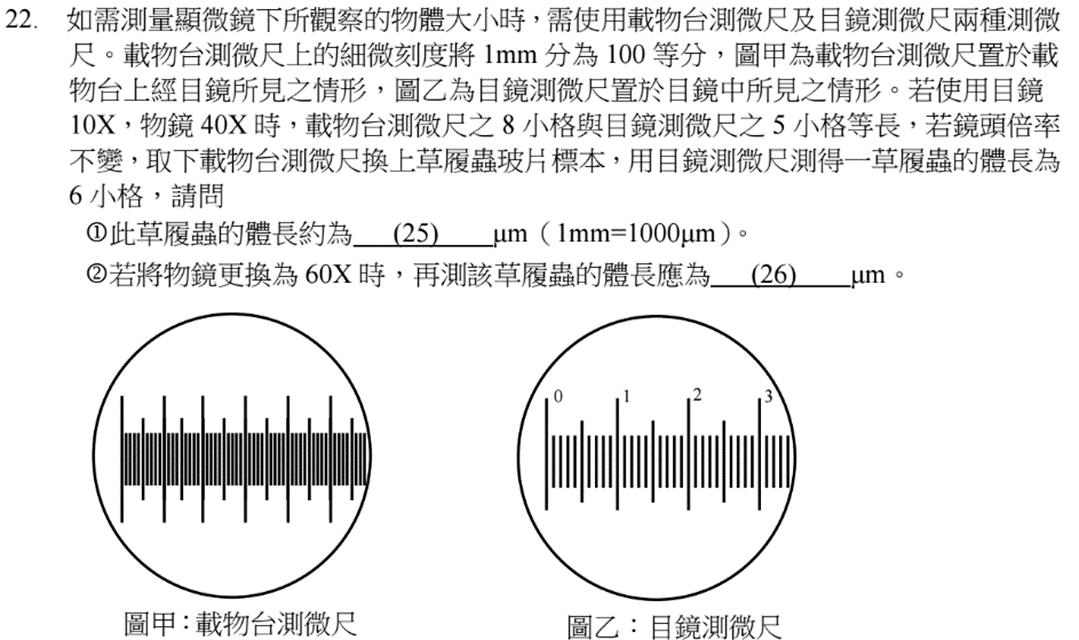 22. 如需測量顯微鏡下所觀察的物體大小時，需使用載物台測微尺及目鏡測微尺兩種測微
尺。載物台測微尺上的細微刻度將 1mm 分為 100 等分，圖甲為載物台測微尺置於載
物台上經目鏡所見之情形，圖乙為目鏡測微尺置於目鏡中所見之情形。若使用目鏡
10X，物鏡 40X 時，載物台測微尺之 8 小格與目鏡測微尺之 5 小格等長，若鏡頭倍率
不變，取下載物台測微尺換上草履蟲玻片標本，用目鏡測微尺測得一草履蟲的體長為
6 小格，請問
①此草履蟲的體長約為 (25) μm（1mm=1000μm）。
②若將物鏡更換為 60X 時，再測該草履蟲的體長應為 (26) μm。
0 1 2 3
圖甲：載物台測微尺
圖乙：目鏡測微尺